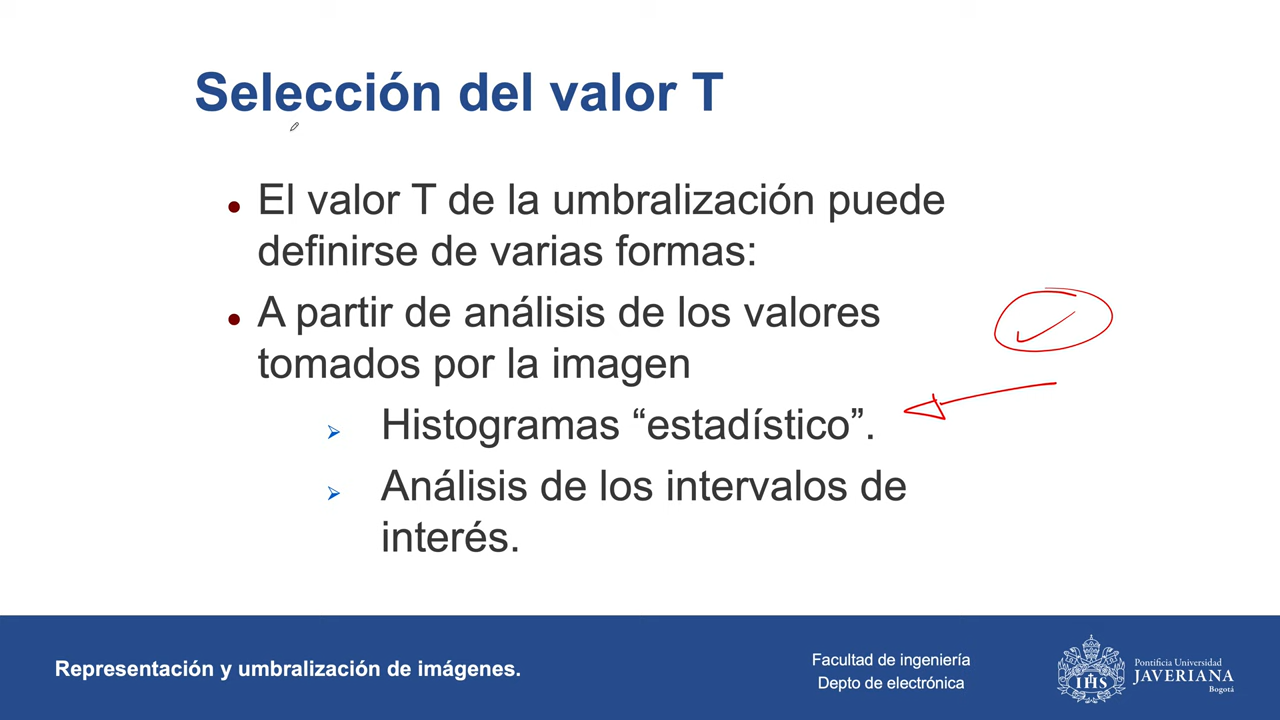 Selección del valor T
El valor T de la umbralización puede
definirse de varias formas:
A partir de análisis de los valores
tomados por la imagen
Histogramas “estadístico”.
Análisis de los intervalos de
interés.
Representación y umbralización de imágenes.
Facultad de ingeniería
Depto de electrónica
IHS
Pontificia Universidad
JAVERIANA
Bogotá